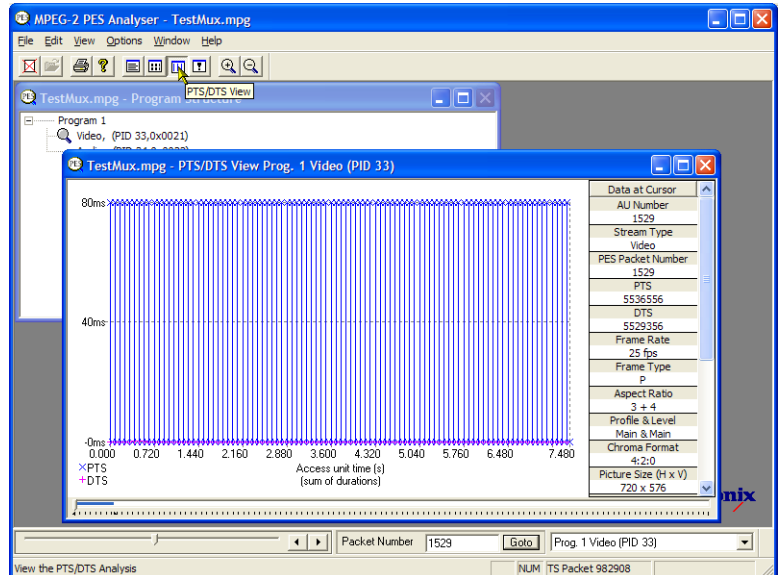 MPEG-2 PES Analyser - TestMux.mpg
File Edit View Options Window Help
PTS/DTS View
TestMux.mpg - Program Structure
Program 1
Video, (PID 33,0x0021)
TestMux.mpg - PTS/DTS View Prog. 1 Video (PID 33)
80ms
40ms
-0ms
0.000 0.720 1.440 2.160 2.880 3.600 4.320 5.040 5.760 6.480 7.480
×PTS
+DTS
Access unit time (s)
(sum of durations)
Data at Cursor
AU Number
1529
Stream Type
Video
PES Packet Number
1529
PTS
5536556
DTS
5529356
Frame Rate
25 fps
Frame Type
P
Aspect Ratio
3 + 4
Profile & Level
Main & Main
Chroma Format
4:2:0
Picture Size (H x V)
720 x 576
nix
Packet Number 1529 Goto Prog. 1 Video (PID 33)
View the PTS/DTS Analysis NUM TS Packet 982908